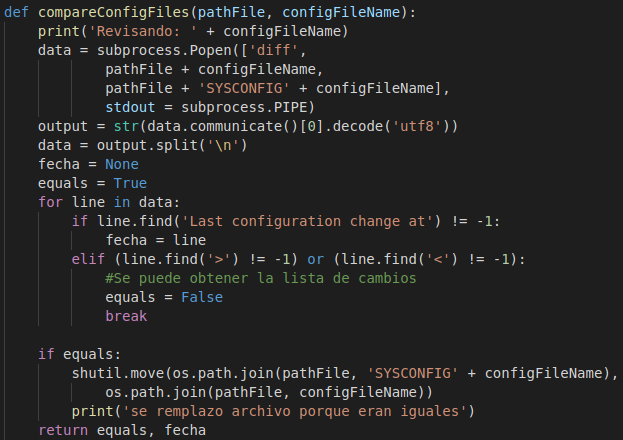 def compareConfigFiles(pathFile, configFileName):
    print('Revisando: ' + configFileName)
    data = subprocess.Popen(['diff',
            pathFile + configFileName,
            pathFile + 'SYSCONFIG' + configFileName],
            stdout = subprocess.PIPE)
    output = str(data.communicate()[0].decode('utf8'))
    data = output.split('\n')
    fecha = None
    equals = True
    for line in data:
        if line.find('Last configuration change at') != -1:
            fecha = line
        elif (line.find('>') != -1) or (line.find('<') != -1):
            #Se puede obtener la lista de cambios
            equals = False
            break

    if equals:
        shutil.move(os.path.join(pathFile, 'SYSCONFIG' + configFileName),
            os.path.join(pathFile, configFileName))
        print('se remplazo archivo porque eran iguales')
    return equals, fecha